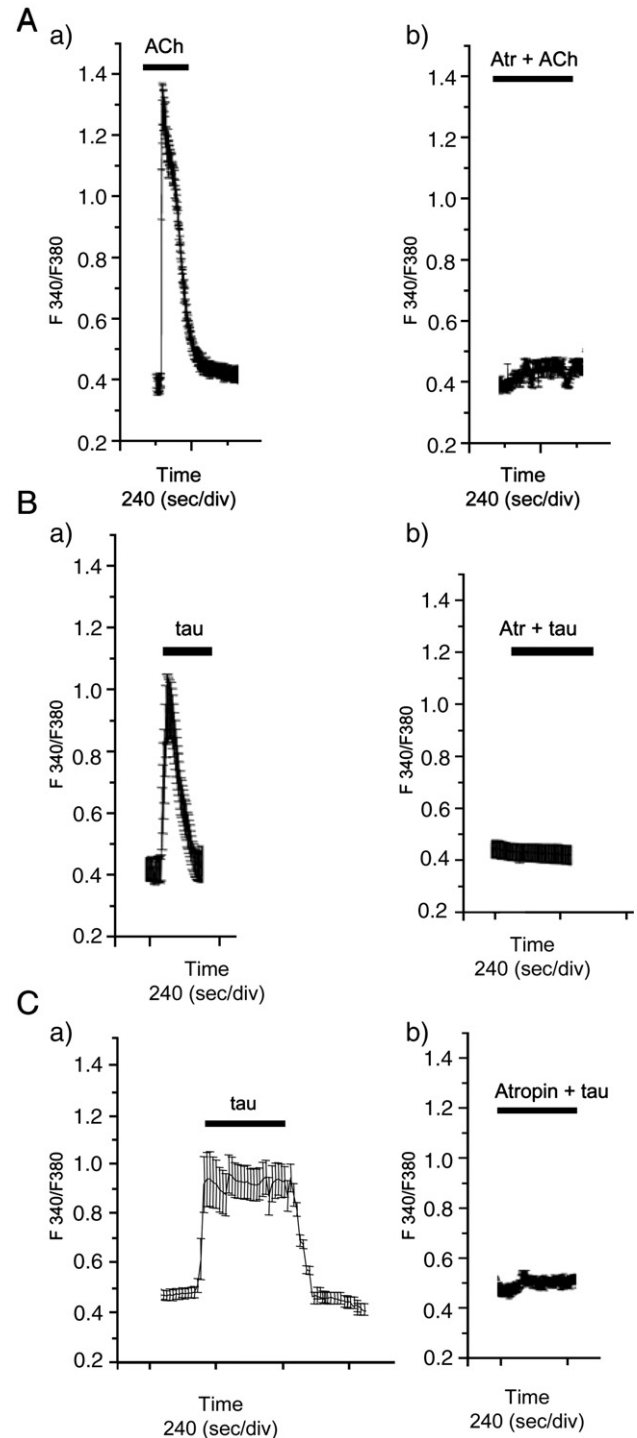 A
a)
ACh
1.4
1.2
1.0
0.8
0.6
0.4
0.2
F 340/F380
Time
240 (sec/div)
b)
Atr + ACh
1.4
1.2
1.0
0.8
0.6
0.4
0.2
F 340/F380
Time
240 (sec/div)
B
a)
tau
1.4
1.2
1.0
0.8
0.6
0.4
0.2
F 340/F380
Time
240 (sec/div)
b)
Atr + tau
1.4
1.2
1.0
0.8
0.6
0.4
0.2
F 340/F380
Time
240 (sec/div)
C
a)
tau
1.4
1.2
1.0
0.8
0.6
0.4
0.2
F 340/F380
Time
240 (sec/div)
b)
Atropin + tau
1.4
1.2
1.0
0.8
0.6
0.4
0.2
F 340/F380
Time
240 (sec/div)